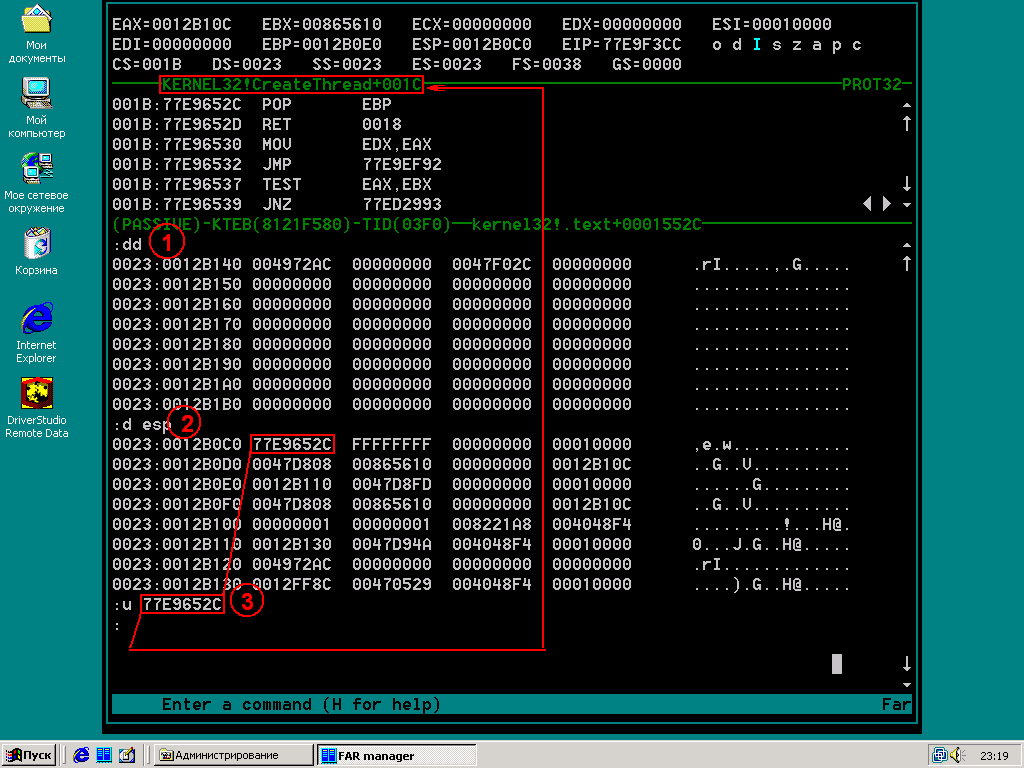 Мои
документы
Мой
компьютер
Мое сетевое
окружение
Корзина
Internet
Explorer
DriverStudio
Remote Data
EAX=0012B10C EBX=00865610 ECX=00000000 EDX=00000000 ESI=00010000
EDI=00000000 EBP=0012B0E0 ESP=0012B0C0 EIP=77E9F3CC o d I s z a p c
CS=001B DS=0023 SS=0023 ES=0023 FS=0038 GS=0000
KERNEL32!CreateThread+001C PROT32
001B:77E9652C POP EBP
001B:77E9652D RET 0018
001B:77E96530 MOV EDX,EAX
001B:77E96532 JMP 77E9EF92
001B:77E96537 TEST EAX,EBX
001B:77E96539 JNZ 77ED2993
(PASSIVE)-KTEB(8121F580)-TID(03F0)—kernel32!.text+0001552C
:dd 1
0023:0012B140 004972AC 00000000 0047F02C 00000000 .rI.....,.G.....
0023:0012B150 00000000 00000000 00000000 00000000 ................
0023:0012B160 00000000 00000000 00000000 00000000 ................
0023:0012B170 00000000 00000000 00000000 00000000 ................
0023:0012B180 00000000 00000000 00000000 00000000 ................
0023:0012B190 00000000 00000000 00000000 00000000 ................
0023:0012B1A0 00000000 00000000 00000000 00000000 ................
0023:0012B1B0 00000000 00000000 00000000 00000000 ................
:d esp 2
0023:0012B0C0 77E9652C FFFFFFFF 00000000 00010000 ,e.w............
0023:0012B0D0 0047D808 00865610 00000000 0012B10C ..G..V..........
0023:0012B0E0 0012B110 0047D8FD 00000000 00010000 ......G.........
0023:0012B0F0 0047D808 00865610 00000000 0012B10C ..G..V..........
0023:0012B100 00000001 00000001 008221A8 004048F4 .........!...H@.
0023:0012B110 0012B130 0047D94A 004048F4 00010000 0...J.G..H@.....
0023:0012B120 004972AC 00000000 00000000 00000000 .rI.............
0023:0012B130 0012FF8C 00470529 004048F4 00010000 ....).G..H@.....
:u 77E9652C 3
:
Enter a command (H for help) Far
Пуск Администрирование FAR manager 23:19